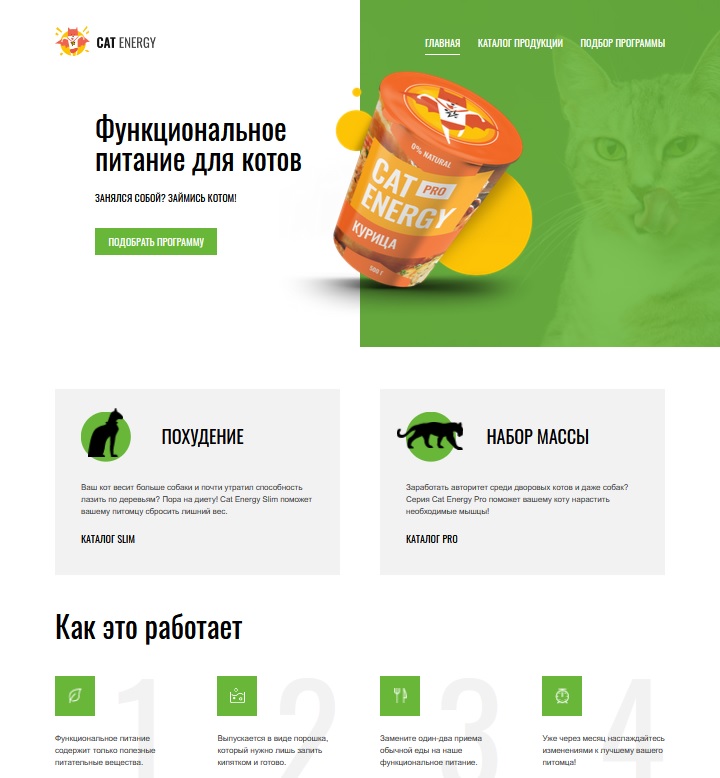 CAT ENERGY
ГЛАВНАЯ
КАТАЛОГ ПРОДУКЦИИ
ПОДБОР ПРОГРАММЫ
Функциональное
питание для котов
ЗАНЯЛСЯ СОБОЙ? ЗАЙМИСЬ КОТОМ!
ПОДОБРАТЬ ПРОГРАММУ
0% NATURAL
CAT PRO
ENERGY
КУРИЦА
500 Г
ПОХУДЕНИЕ
Ваш кот весит больше собаки и почти утратил способность
лазить по деревьям? Пора на диету! Cat Energy Slim поможет
вашему питомцу сбросить лишний вес.
КАТАЛОГ SLIM
НАБОР МАССЫ
Заработать авторитет среди дворовых котов и даже собак?
Серия Cat Energy Pro поможет вашему коту нарастить
необходимые мышцы!
КАТАЛОГ PRO
Как это работает
1
Функциональное питание
содержит только полезные
питательные вещества.
2
Выпускается в виде порошка,
который нужно лишь залить
кипятком и готово.
3
Замените один-два приема
обычной еды на наше
функциональное питание.
4
Уже через месяц наслаждайтесь
изменениями к лучшему вашего
питомца!